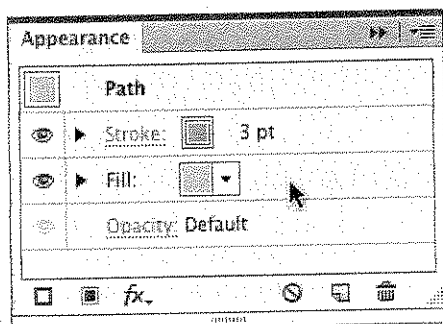 Appearance
Path
Stroke: 3 pt
Fill:
Opacity: Default
fx.